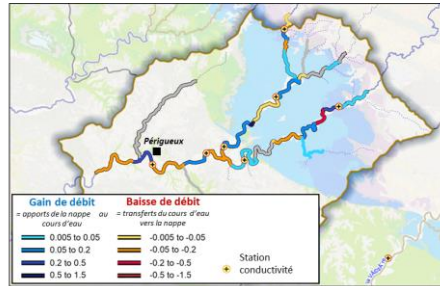 Périgueux
Gain de débit
= apports de la nappe au
cours d'eau
0.005 to 0.05
0.05 to 0.2
0.2 to 0.5
0.5 to 1.5
Baisse de débit
= transferts du cours d'eau
vers la nappe
-0.005 to -0.05
-0.05 to -0.2
-0.2 to -0.5
-0.5 to -1.5
Station
conductivité